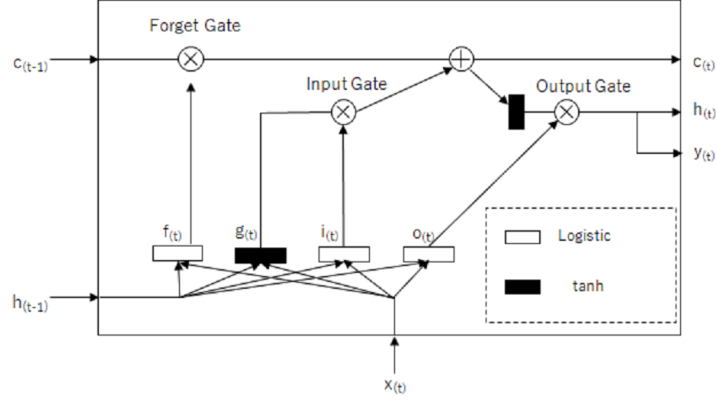 Forget Gate
c(t-1)
c(t)
Input Gate
Output Gate
h(t)
y(t)
f(t)
g(t)
i(t)
o(t)
Logistic
tanh
h(t-1)
x(t)